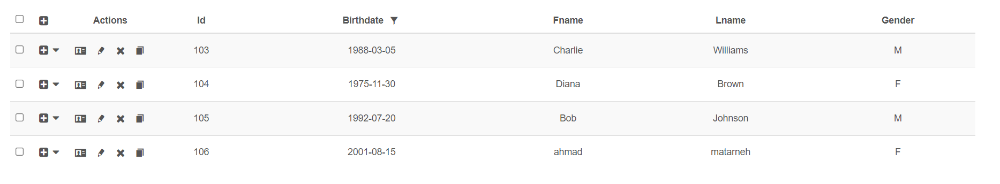 Actions Id Birthdate Fname Lname Gender
103 1988-03-05 Charlie Williams M
104 1975-11-30 Diana Brown F
105 1992-07-20 Bob Johnson M
106 2001-08-15 ahmad matarneh F